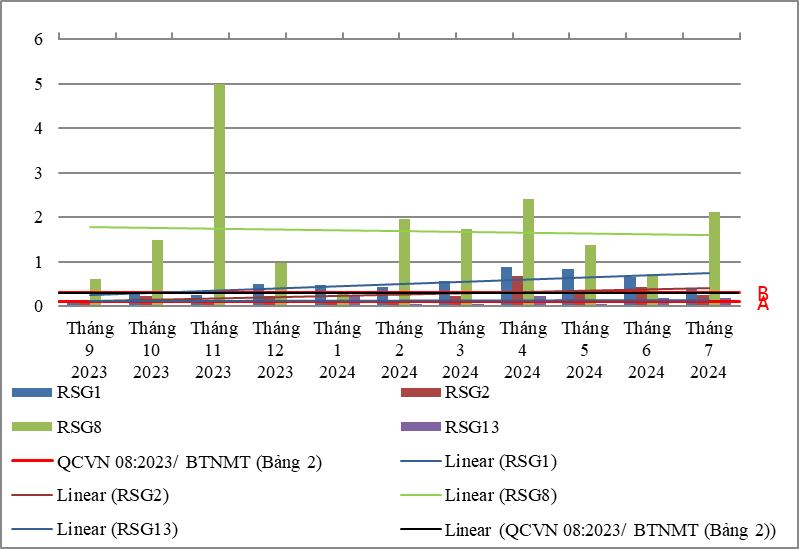 6
5
4
3
2
1
0
B
A
Tháng Tháng Tháng Tháng Tháng Tháng Tháng Tháng Tháng Tháng Tháng
9 10 11 12 1 2 3 4 5 6 7
2023 2023 2023 2023 2024 2024 2024 2024 2024 2024 2024
RSG1 RSG2
RSG8 RSG13
QCVN 08:2023/ BTNMT (Bảng 2) Linear (RSG1)
Linear (RSG2) Linear (RSG8)
Linear (RSG13) Linear (QCVN 08:2023/ BTNMT (Bảng 2))